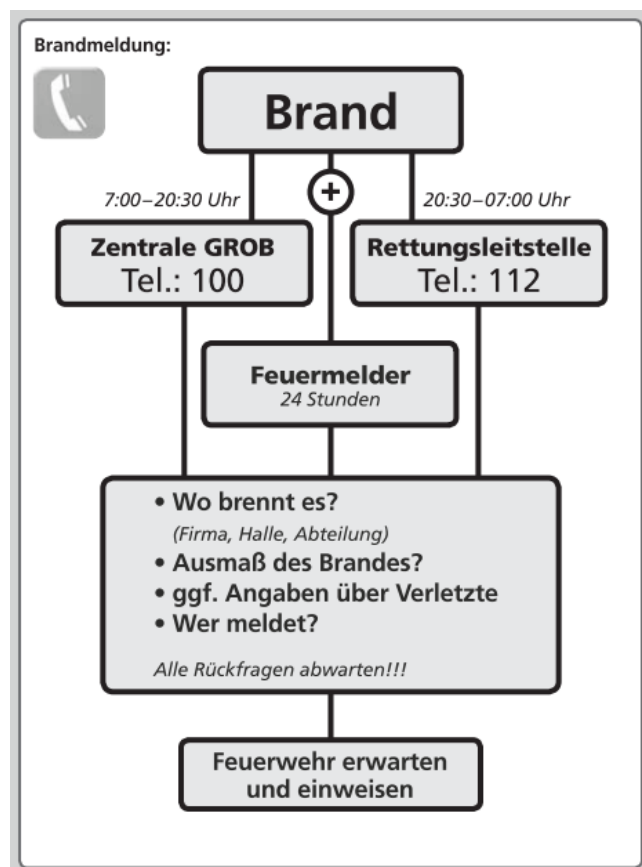 Brandmeldung:
Brand
+
7:00–20:30 Uhr
20:30–07:00 Uhr
Zentrale GROB
Tel.: 100
Rettungsleitstelle
Tel.: 112
Feuermelder
24 Stunden
• Wo brennt es?
(Firma, Halle, Abteilung)
• Ausmaß des Brandes?
• ggf. Angaben über Verletzte
• Wer meldet?
Alle Rückfragen abwarten!!!
Feuerwehr erwarten
und einweisen